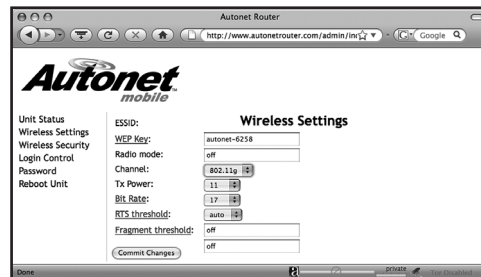 Autonet Router
http://www.autonetrouter.com/admin/in
Google
Autonet
mobile
Unit Status
Wireless Settings
Wireless Security
Login Control
Password
Reboot Unit
Wireless Settings
ESSID:
WEP Key: autonet-6258
Radio mode: off
Channel: 802.11g
Tx Power: 11
Bit Rate: 17
RTS threshold: auto
Fragment threshold: off
off
Commit Changes
Done
private
Tor Disabled